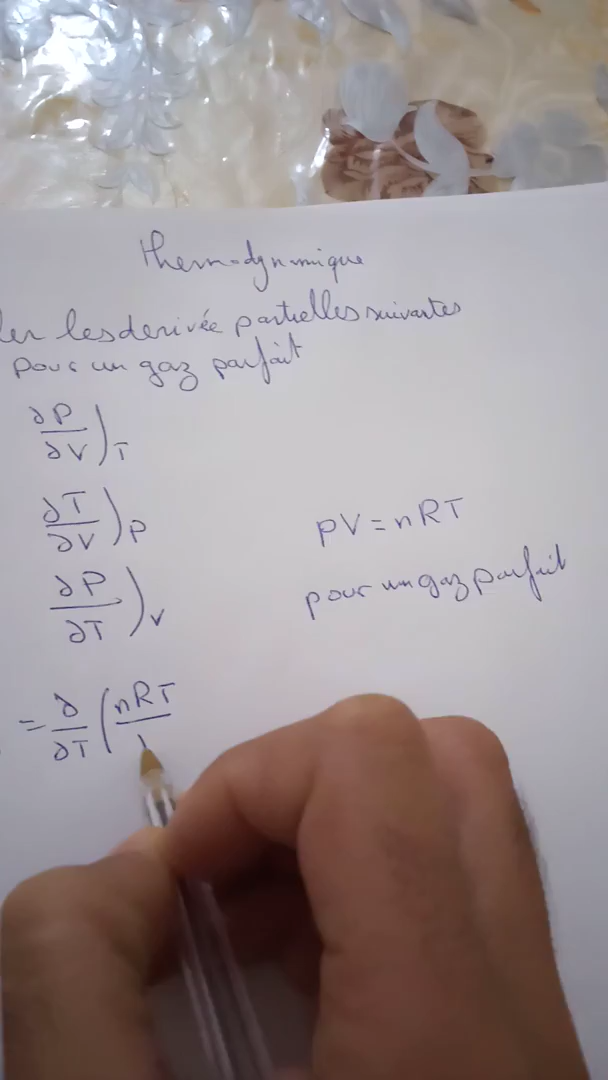 thermodynamique
ler les derivée partielles suivantes
pour un gaz parfait
∂P/∂V)T
∂T/∂V)P
PV = nRT
∂P/∂T)V
pour un gaz parfait
= ∂/∂T (nRT/